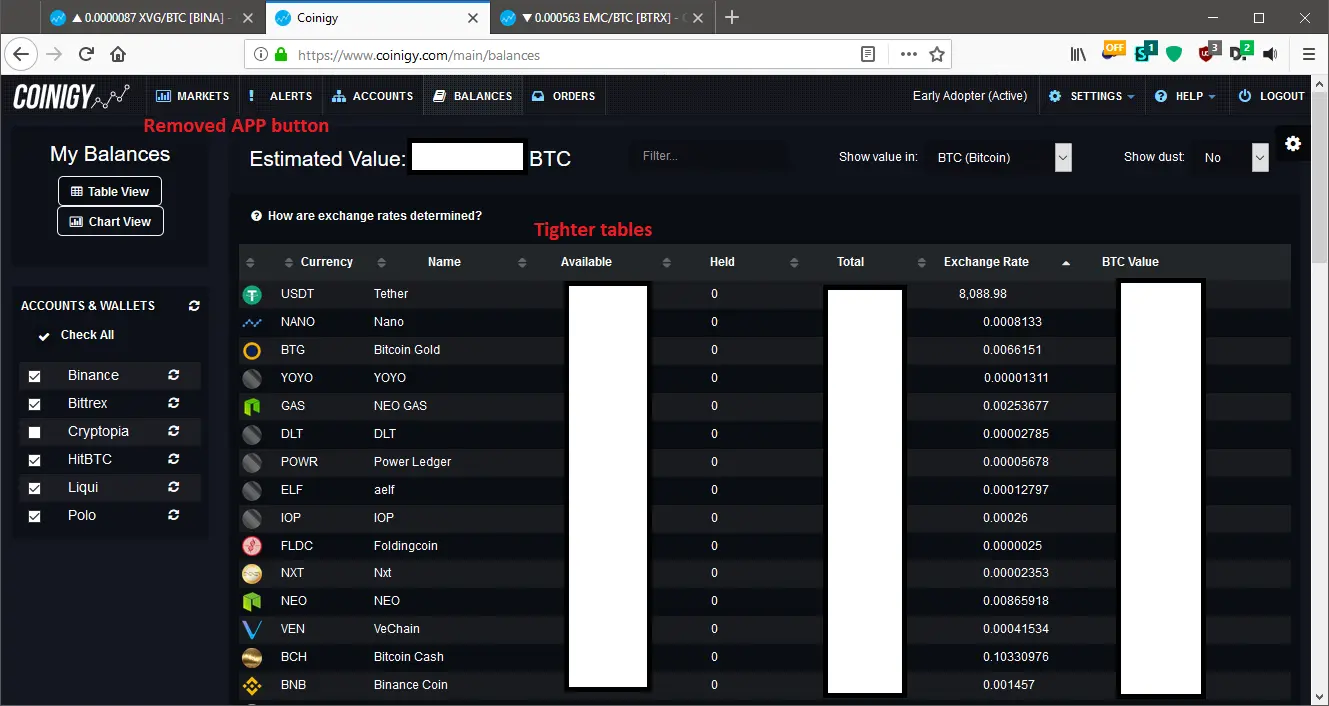 ▲ 0.0000087 XVG/BTC [BINA] -
Coinigy
▼ 0.000563 EMC/BTC [BTRX] -
https://www.coinigy.com/main/balances
OFF
1
3
2
COINIGY
MARKETS
ALERTS
ACCOUNTS
BALANCES
ORDERS
Early Adopter (Active)
SETTINGS
HELP
LOGOUT
Removed APP button
My Balances
Table View
Chart View
Estimated Value: BTC
Filter...
Show value in: BTC (Bitcoin)
Show dust: No
How are exchange rates determined?
Tighter tables
ACCOUNTS & WALLETS
Check All
Binance
Bittrex
Cryptopia
HitBTC
Liqui
Polo
Currency Name Available Held Total Exchange Rate BTC Value
USDT Tether 0 8,088.98
NANO Nano 0 0.0008133
BTG Bitcoin Gold 0 0.0066151
YOYO YOYO 0 0.00001311
GAS NEO GAS 0 0.00253677
DLT DLT 0 0.00002785
POWR Power Ledger 0 0.00005678
ELF aelf 0 0.00012797
IOP IOP 0 0.00026
FLDC Foldingcoin 0 0.0000025
NXT Nxt 0 0.00002353
NEO NEO 0 0.00865918
VEN VeChain 0 0.00041534
BCH Bitcoin Cash 0 0.10330976
BNB Binance Coin 0 0.001457